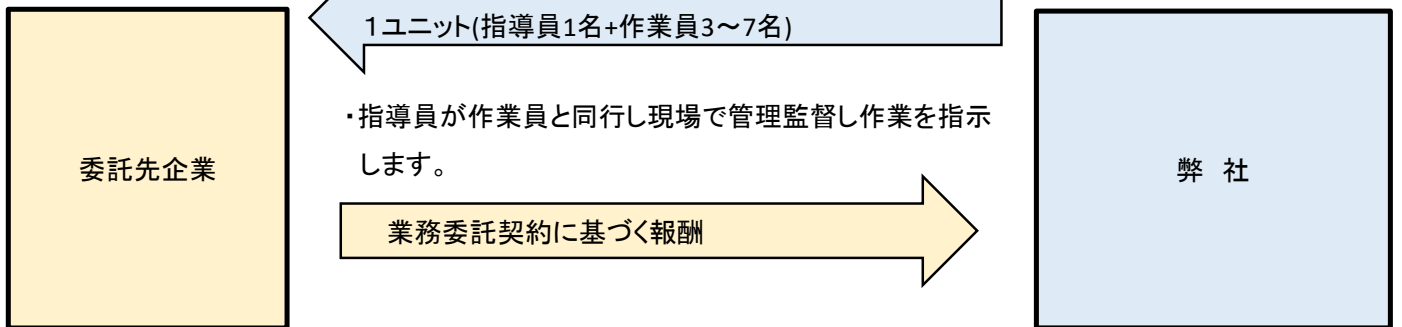 １ユニット(指導員1名+作業員3～7名)
・指導員が作業員と同行し現場で管理監督し作業を指示
します。
委託先企業
弊　社
業務委託契約に基づく報酬